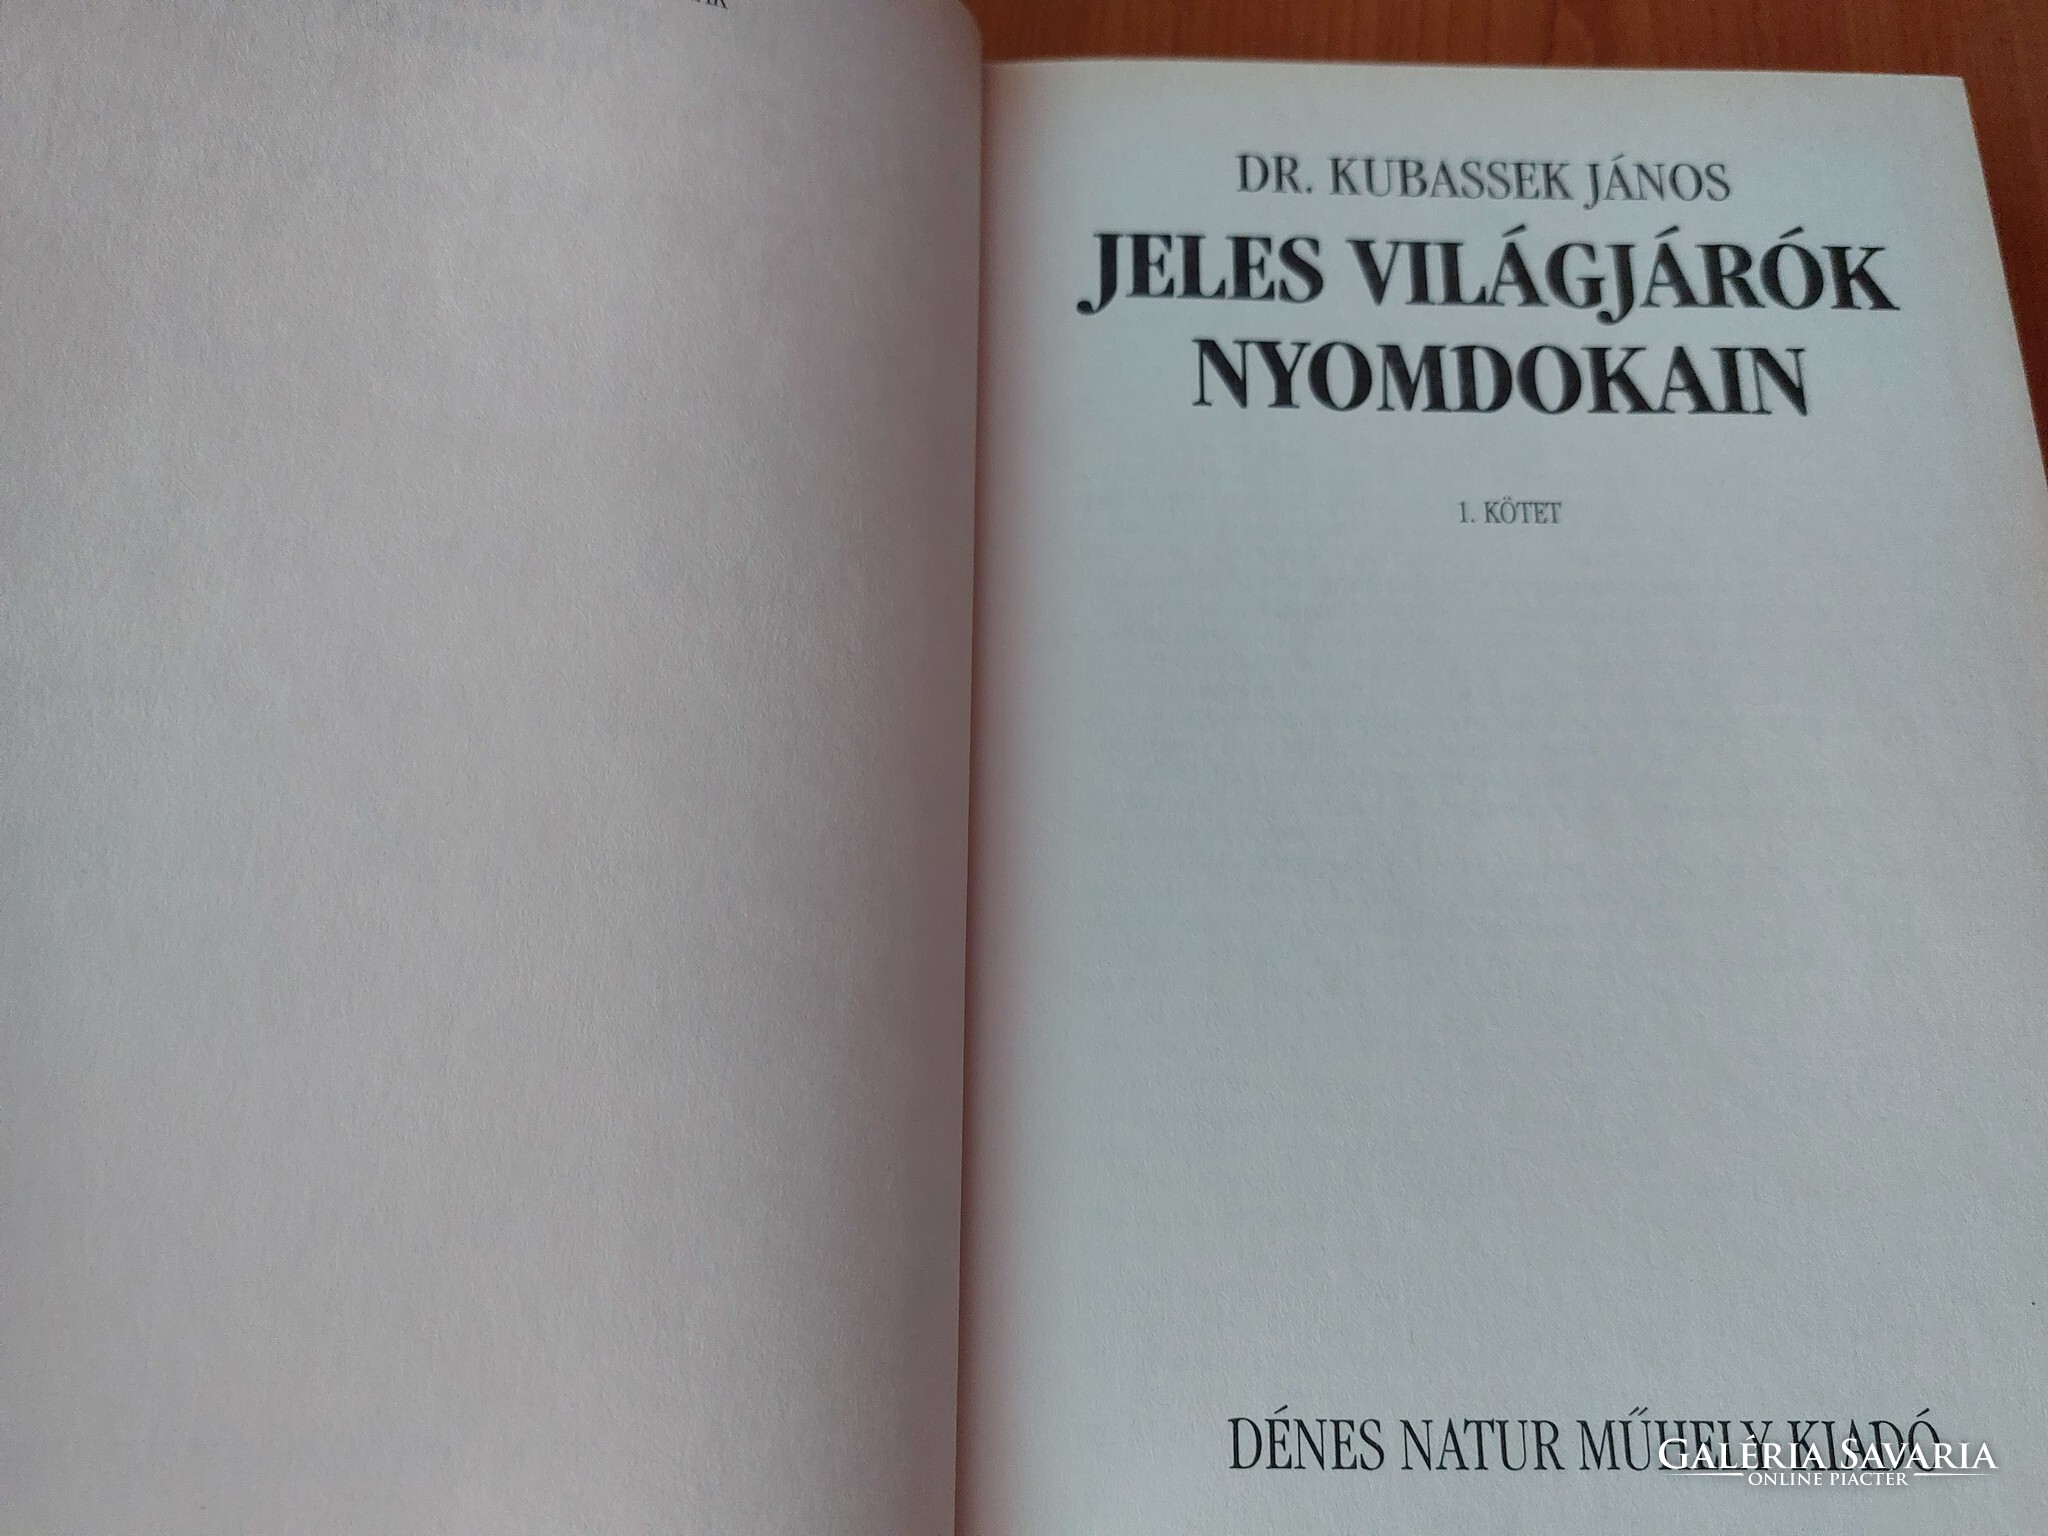 DR. KUBASSEK JÁNOS
JELES VILÁGJÁRÓK
NYOMDOKAIN
1. KÖTET
DÉNES NATUR MŰHELY KIADÓ
GALÉRIA SAVARIA
ONLINE PIACTÉR